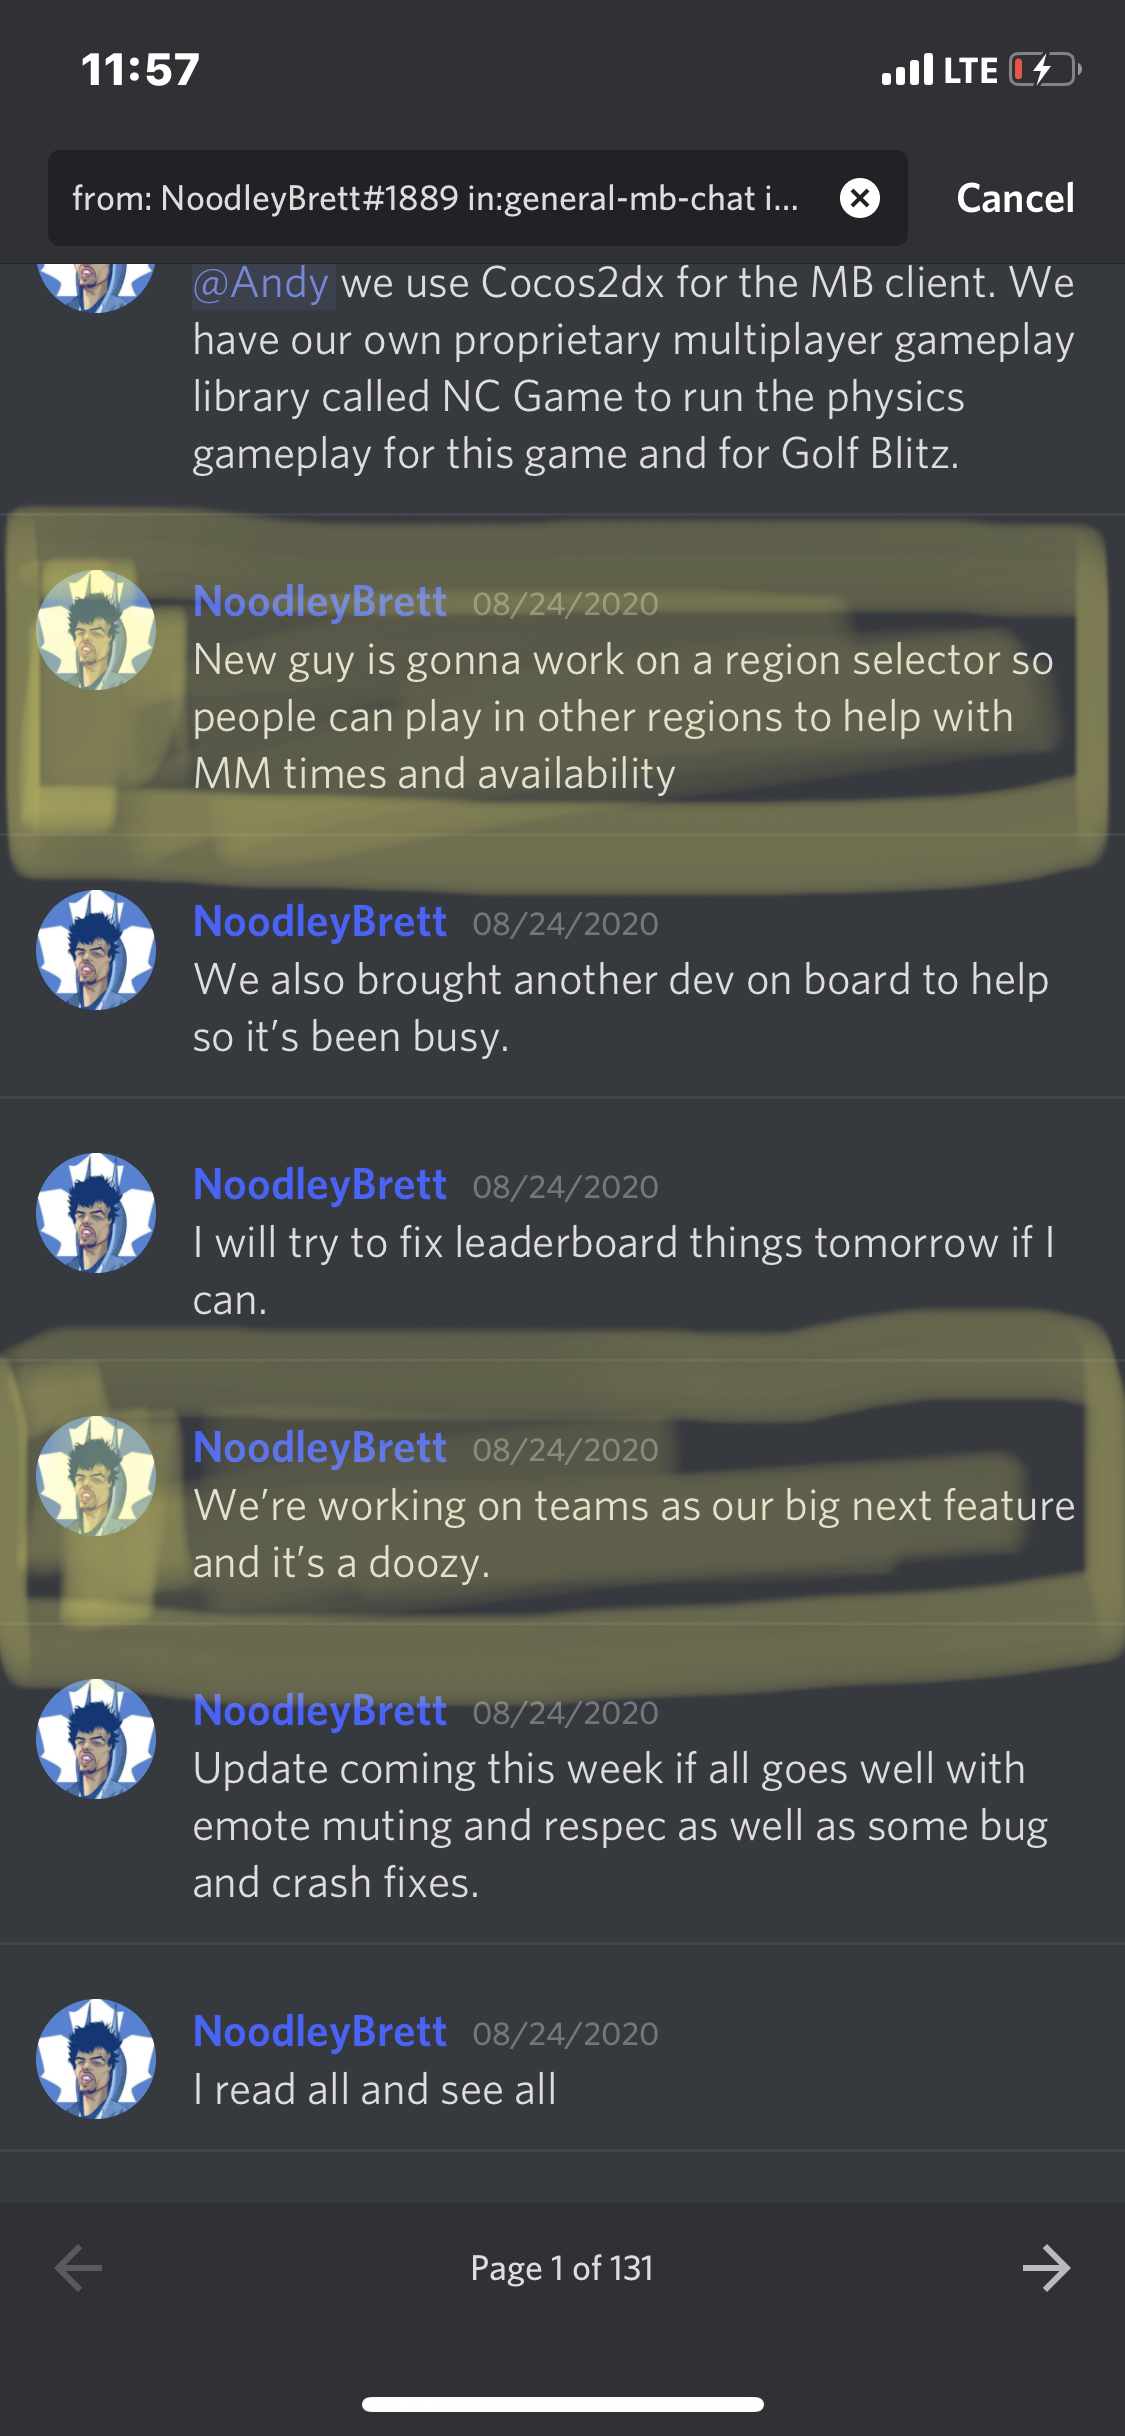 11:57
LTE
from: NoodleyBrett#1889 in:general-mb-chat i...
Cancel
@Andy we use Cocos2dx for the MB client. We
have our own proprietary multiplayer gameplay
library called NC Game to run the physics
gameplay for this game and for Golf Blitz.
NoodleyBrett 08/24/2020
New guy is gonna work on a region selector so
people can play in other regions to help with
MM times and availability
NoodleyBrett 08/24/2020
We also brought another dev on board to help
so it’s been busy.
NoodleyBrett 08/24/2020
I will try to fix leaderboard things tomorrow if I
can.
NoodleyBrett 08/24/2020
We’re working on teams as our big next feature
and it’s a doozy.
NoodleyBrett 08/24/2020
Update coming this week if all goes well with
emote muting and respec as well as some bug
and crash fixes.
NoodleyBrett 08/24/2020
I read all and see all
Page 1 of 131